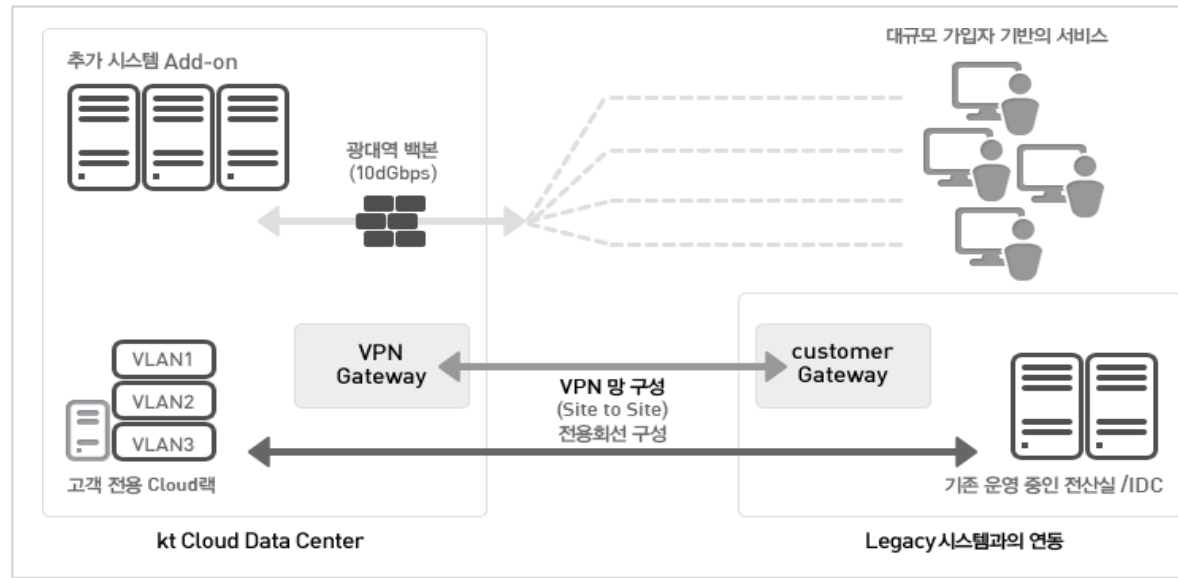 대규모 가입자 기반의 서비스
추가 시스템 Add-on
광대역 백본
(10dGbps)
VPN
Gateway
customer
Gateway
VLAN1
VLAN2
VLAN3
VPN 망 구성
(Site to Site)
전용회선 구성
고객 전용 Cloud랙
기존 운영 중인 전산실 /IDC
kt Cloud Data Center
Legacy시스템과의 연동